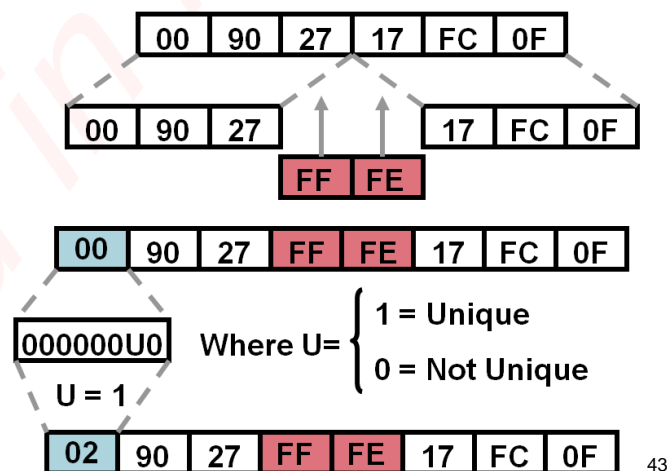 00 90 27 17 FC 0F
00 90 27 17 FC 0F
FF FE
00 90 27 FF FE 17 FC 0F
1 = Unique
000000U0 Where U=
0 = Not Unique
U = 1
02 90 27 FF FE 17 FC 0F
43